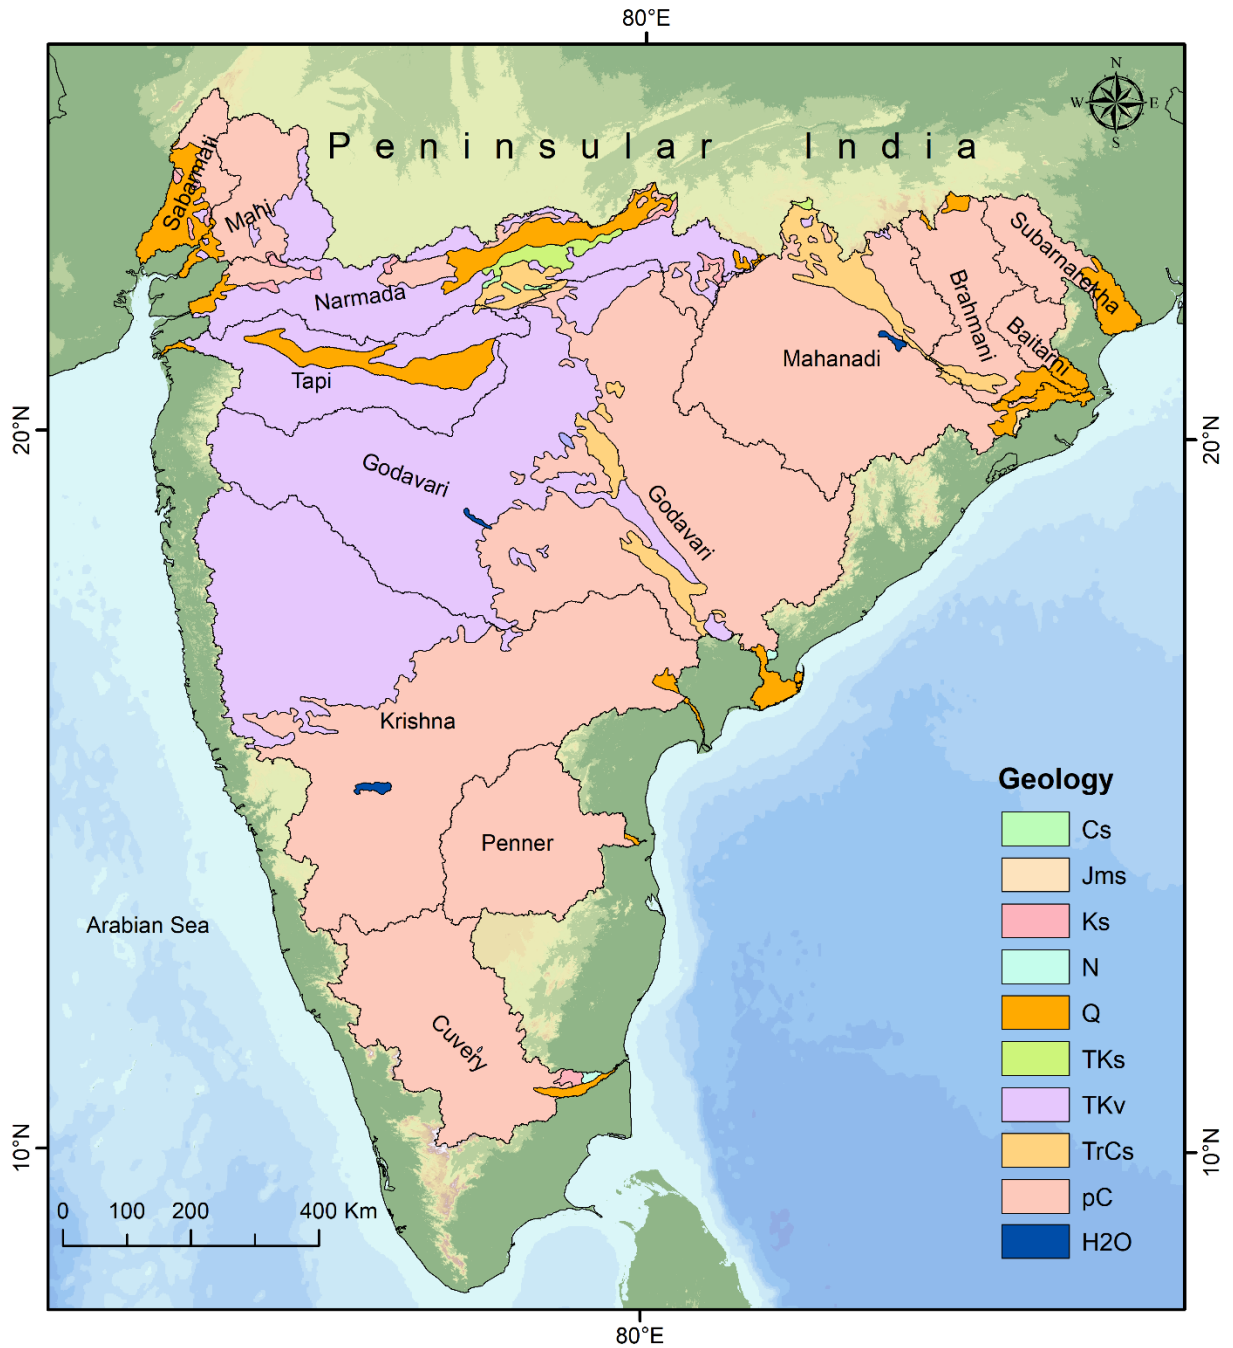 80°E
N
W
E
S
Peninsular India
Sabarmati
Mahi
Subarnarekha
Brahmani
Baitarni
Narmada
Mahanadi
Tapi
20°N
20°N
Godavari
Godavari
Krishna
Geology
Cs
Penner
Jms
Arabian Sea
Ks
N
Q
Cuvery
TKs
TKv
10°N
10°N
TrCs
pC
0 100 200 400 Km
H2O
80°E